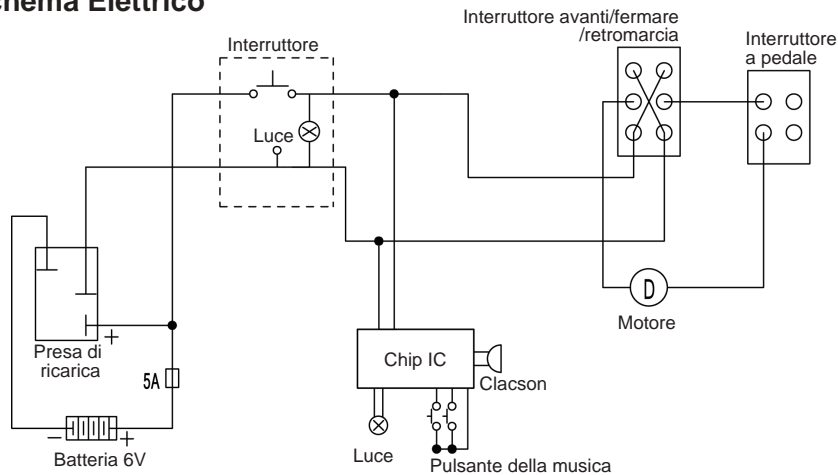 chema Elettrico
Interruttore avanti/fermare
/retromarcia
Interruttore
a pedale
Interruttore
Luce
Presa di
ricarica
+
5A
Batteria 6V
− +
Chip IC
Clacson
Luce
Pulsante della musica
D
Motore